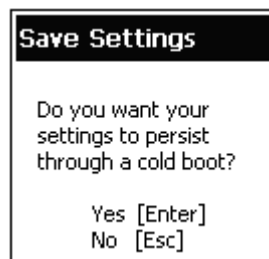 Save Settings
Do you want your
settings to persist
through a cold boot?
Yes [Enter]
No [Esc]